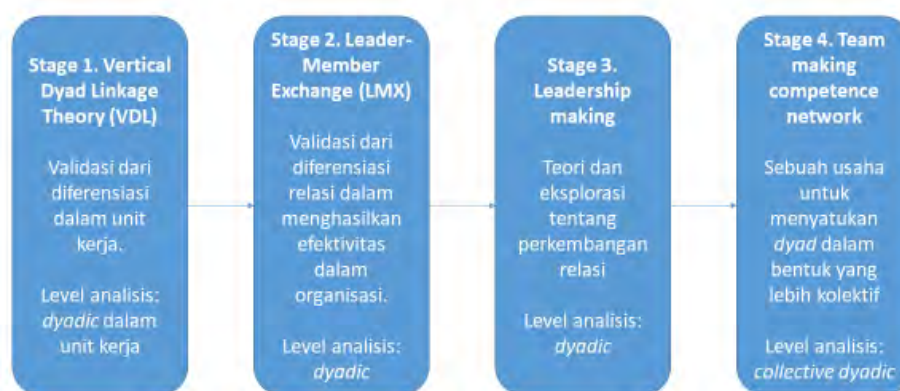 Stage 1. Vertical
Dyad Linkage
Theory (VDL)
Validasi dari
diferensiasi
dalam unit
kerja.
Level analisis:
dyadic dalam
unit kerja
Stage 2. Leader-
Member
Exchange (LMX)
Validasi dari
diferensiasi
relasi dalam
menghasilkan
efektivitas
dalam
organisasi.
Level analisis:
dyadic
Stage 3.
Leadership
making
Teori dan
eksplorasi
tentang
perkembangan
relasi
Level analisis:
dyadic
Stage 4. Team
making
competence
network
Sebuah usaha
untuk
menyatukan
dyad dalam
bentuk yang
lebih kolektif
Level analisis:
collective dyadic